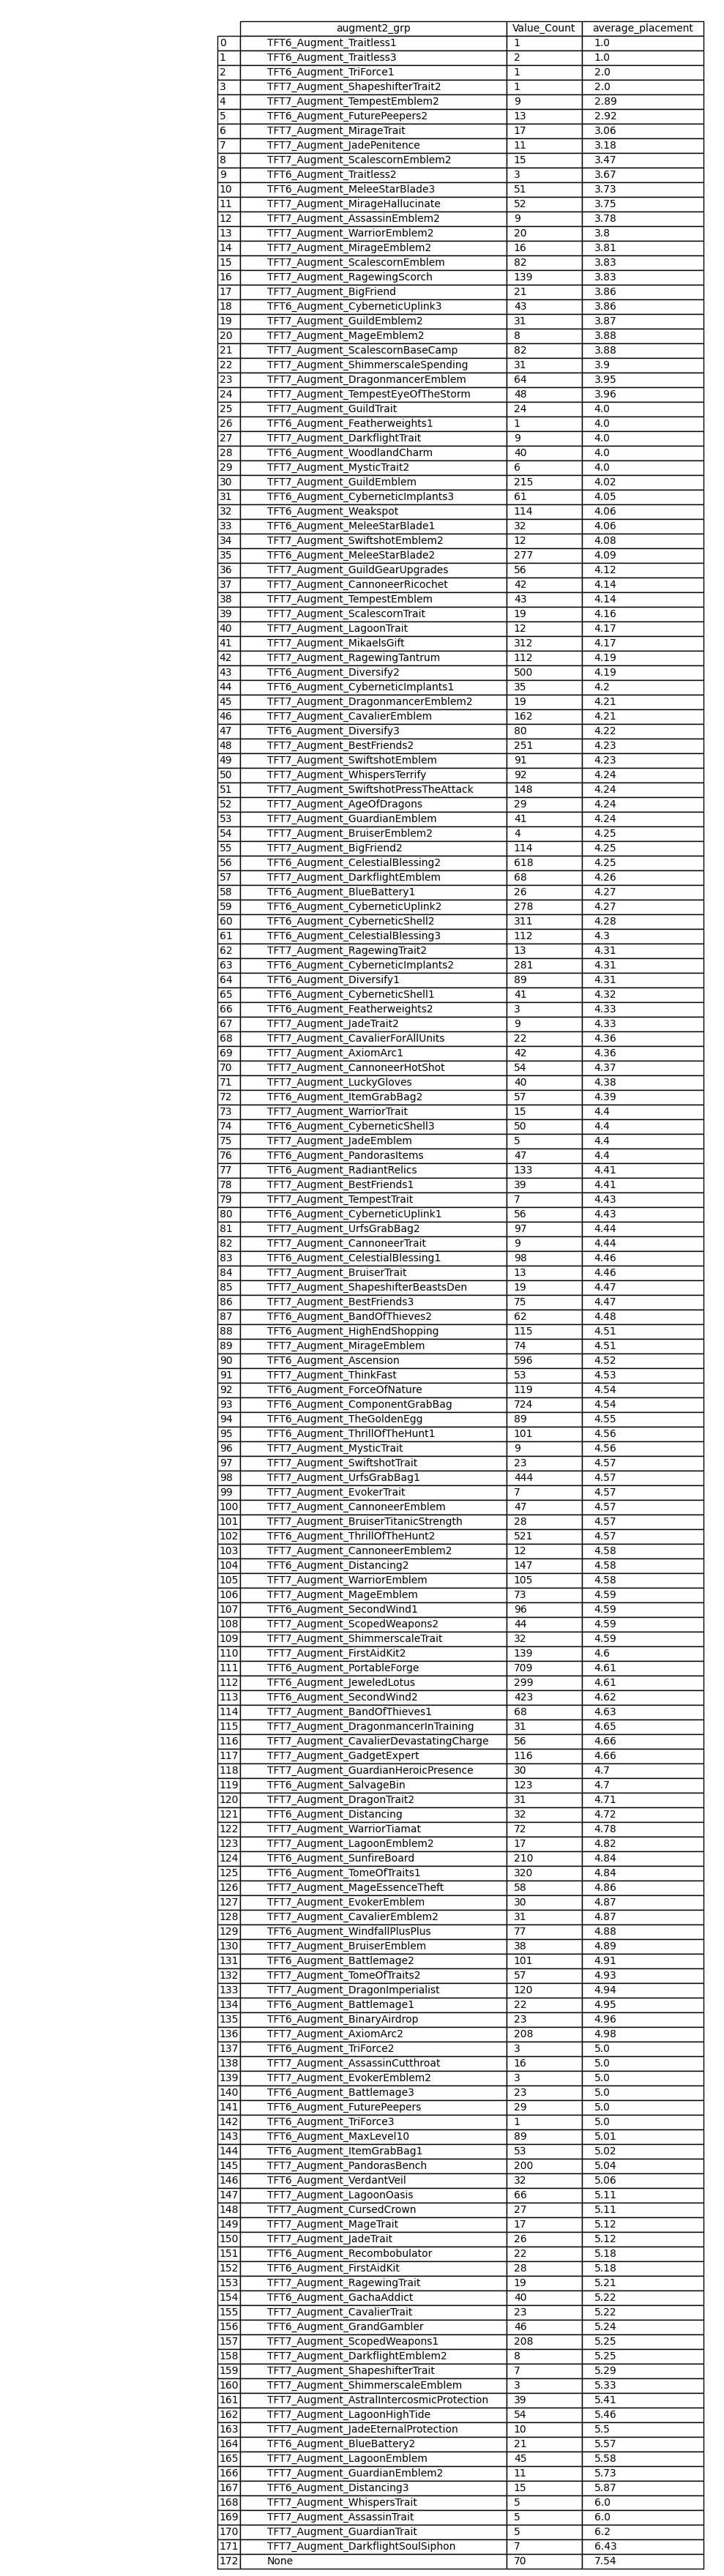 augment2_grp Value_Count average_placement
0 TFT6_Augment_Traitless1 1 1.0
1 TFT6_Augment_Traitless3 2 1.0
2 TFT6_Augment_TriForce1 1 2.0
3 TFT7_Augment_ShapeshifterTrait2 1 2.0
4 TFT7_Augment_TempestEmblem2 9 2.89
5 TFT6_Augment_FuturePeepers2 13 2.92
6 TFT7_Augment_MirageTrait 17 3.06
7 TFT7_Augment_JadePenitence 11 3.18
8 TFT7_Augment_ScalescornEmblem2 15 3.47
9 TFT6_Augment_Traitless2 3 3.67
10 TFT6_Augment_MeleeStarBlade3 51 3.73
11 TFT7_Augment_MirageHallucinate 52 3.75
12 TFT7_Augment_AssassinEmblem2 9 3.78
13 TFT7_Augment_WarriorEmblem2 20 3.8
14 TFT7_Augment_MirageEmblem2 16 3.81
15 TFT7_Augment_ScalescornEmblem 82 3.83
16 TFT7_Augment_RagewingScorch 139 3.83
17 TFT7_Augment_BigFriend 21 3.86
18 TFT6_Augment_CyberneticUplink3 43 3.86
19 TFT7_Augment_GuildEmblem2 31 3.87
20 TFT7_Augment_MageEmblem2 8 3.88
21 TFT7_Augment_ScalescornBaseCamp 82 3.88
22 TFT7_Augment_ShimmerscaleSpending 31 3.9
23 TFT7_Augment_DragonmancerEmblem 64 3.95
24 TFT7_Augment_TempestEyeOfTheStorm 48 3.96
25 TFT7_Augment_GuildTrait 24 4.0
26 TFT6_Augment_Featherweights1 1 4.0
27 TFT7_Augment_DarkflightTrait 9 4.0
28 TFT6_Augment_WoodlandCharm 40 4.0
29 TFT7_Augment_MysticTrait2 6 4.0
30 TFT7_Augment_GuildEmblem 215 4.02
31 TFT6_Augment_CyberneticImplants3 61 4.05
32 TFT6_Augment_Weakspot 114 4.06
33 TFT6_Augment_MeleeStarBlade1 32 4.06
34 TFT7_Augment_SwiftshotEmblem2 12 4.08
35 TFT6_Augment_MeleeStarBlade2 277 4.09
36 TFT7_Augment_GuildGearUpgrades 56 4.12
37 TFT7_Augment_CannoneerRicochet 42 4.14
38 TFT7_Augment_TempestEmblem 43 4.14
39 TFT7_Augment_ScalescornTrait 19 4.16
40 TFT7_Augment_LagoonTrait 12 4.17
41 TFT7_Augment_MikaelsGift 312 4.17
42 TFT7_Augment_RagewingTantrum 112 4.19
43 TFT6_Augment_Diversify2 500 4.19
44 TFT6_Augment_CyberneticImplants1 35 4.2
45 TFT7_Augment_DragonmancerEmblem2 19 4.21
46 TFT7_Augment_CavalierEmblem 162 4.21
47 TFT6_Augment_Diversify3 80 4.22
48 TFT7_Augment_BestFriends2 251 4.23
49 TFT7_Augment_SwiftshotEmblem 91 4.23
50 TFT7_Augment_WhispersTerrify 92 4.24
51 TFT7_Augment_SwiftshotPressTheAttack 148 4.24
52 TFT7_Augment_AgeOfDragons 29 4.24
53 TFT7_Augment_GuardianEmblem 41 4.24
54 TFT7_Augment_BruiserEmblem2 4 4.25
55 TFT7_Augment_BigFriend2 114 4.25
56 TFT6_Augment_CelestialBlessing2 618 4.25
57 TFT7_Augment_DarkflightEmblem 68 4.26
58 TFT6_Augment_BlueBattery1 26 4.27
59 TFT6_Augment_CyberneticUplink2 278 4.27
60 TFT6_Augment_CyberneticShell2 311 4.28
61 TFT6_Augment_CelestialBlessing3 112 4.3
62 TFT7_Augment_RagewingTrait2 13 4.31
63 TFT6_Augment_CyberneticImplants2 281 4.31
64 TFT6_Augment_Diversify1 89 4.31
65 TFT6_Augment_CyberneticShell1 41 4.32
66 TFT6_Augment_Featherweights2 3 4.33
67 TFT7_Augment_JadeTrait2 9 4.33
68 TFT7_Augment_CavalierForAllUnits 22 4.36
69 TFT7_Augment_AxiomArc1 42 4.36
70 TFT7_Augment_CannoneerHotShot 54 4.37
71 TFT7_Augment_LuckyGloves 40 4.38
72 TFT6_Augment_ItemGrabBag2 57 4.39
73 TFT7_Augment_WarriorTrait 15 4.4
74 TFT6_Augment_CyberneticShell3 50 4.4
75 TFT7_Augment_JadeEmblem 5 4.4
76 TFT6_Augment_PandorasItems 47 4.4
77 TFT6_Augment_RadiantRelics 133 4.41
78 TFT7_Augment_BestFriends1 39 4.41
79 TFT7_Augment_TempestTrait 7 4.43
80 TFT6_Augment_CyberneticUplink1 56 4.43
81 TFT7_Augment_UrfsGrabBag2 97 4.44
82 TFT7_Augment_CannoneerTrait 9 4.44
83 TFT6_Augment_CelestialBlessing1 98 4.46
84 TFT7_Augment_BruiserTrait 13 4.46
85 TFT7_Augment_ShapeshifterBeastsDen 19 4.47
86 TFT7_Augment_BestFriends3 75 4.47
87 TFT6_Augment_BandOfThieves2 62 4.48
88 TFT6_Augment_HighEndShopping 115 4.51
89 TFT7_Augment_MirageEmblem 74 4.51
90 TFT6_Augment_Ascension 596 4.52
91 TFT7_Augment_ThinkFast 53 4.53
92 TFT6_Augment_ForceOfNature 119 4.54
93 TFT6_Augment_ComponentGrabBag 724 4.54
94 TFT6_Augment_TheGoldenEgg 89 4.55
95 TFT6_Augment_ThrillOfTheHunt1 101 4.56
96 TFT7_Augment_MysticTrait 9 4.56
97 TFT7_Augment_SwiftshotTrait 23 4.57
98 TFT7_Augment_UrfsGrabBag1 444 4.57
99 TFT7_Augment_EvokerTrait 7 4.57
100 TFT7_Augment_CannoneerEmblem 47 4.57
101 TFT7_Augment_BruiserTitanicStrength 28 4.57
102 TFT6_Augment_ThrillOfTheHunt2 521 4.57
103 TFT7_Augment_CannoneerEmblem2 12 4.58
104 TFT6_Augment_Distancing2 147 4.58
105 TFT7_Augment_WarriorEmblem 105 4.58
106 TFT7_Augment_MageEmblem 73 4.59
107 TFT6_Augment_SecondWind1 96 4.59
108 TFT7_Augment_ScopedWeapons2 44 4.59
109 TFT7_Augment_ShimmerscaleTrait 32 4.59
110 TFT7_Augment_FirstAidKit2 139 4.6
111 TFT6_Augment_PortableForge 709 4.61
112 TFT6_Augment_JeweledLotus 299 4.61
113 TFT6_Augment_SecondWind2 423 4.62
114 TFT7_Augment_BandOfThieves1 68 4.63
115 TFT7_Augment_DragonmancerInTraining 31 4.65
116 TFT7_Augment_CavalierDevastatingCharge 56 4.66
117 TFT7_Augment_GadgetExpert 116 4.66
118 TFT7_Augment_GuardianHeroicPresence 30 4.7
119 TFT6_Augment_SalvageBin 123 4.7
120 TFT7_Augment_DragonTrait2 31 4.71
121 TFT6_Augment_Distancing 32 4.72
122 TFT7_Augment_WarriorTiamat 72 4.78
123 TFT7_Augment_LagoonEmblem2 17 4.82
124 TFT6_Augment_SunfireBoard 210 4.84
125 TFT6_Augment_TomeOfTraits1 320 4.84
126 TFT7_Augment_MageEssenceTheft 58 4.86
127 TFT7_Augment_EvokerEmblem 30 4.87
128 TFT7_Augment_CavalierEmblem2 31 4.87
129 TFT6_Augment_WindfallPlusPlus 77 4.88
130 TFT7_Augment_BruiserEmblem 38 4.89
131 TFT6_Augment_Battlemage2 101 4.91
132 TFT7_Augment_TomeOfTraits2 57 4.93
133 TFT7_Augment_DragonImperialist 120 4.94
134 TFT6_Augment_Battlemage1 22 4.95
135 TFT6_Augment_BinaryAirdrop 23 4.96
136 TFT7_Augment_AxiomArc2 208 4.98
137 TFT6_Augment_TriForce2 3 5.0
138 TFT7_Augment_AssassinCutthroat 16 5.0
139 TFT7_Augment_EvokerEmblem2 3 5.0
140 TFT6_Augment_Battlemage3 23 5.0
141 TFT6_Augment_FuturePeepers 29 5.0
142 TFT6_Augment_TriForce3 1 5.0
143 TFT6_Augment_MaxLevel10 89 5.01
144 TFT6_Augment_ItemGrabBag1 53 5.02
145 TFT7_Augment_PandorasBench 200 5.04
146 TFT6_Augment_VerdantVeil 32 5.06
147 TFT7_Augment_LagoonOasis 66 5.11
148 TFT7_Augment_CursedCrown 27 5.11
149 TFT7_Augment_MageTrait 17 5.12
150 TFT7_Augment_JadeTrait 26 5.12
151 TFT6_Augment_Recombobulator 22 5.18
152 TFT6_Augment_FirstAidKit 28 5.18
153 TFT7_Augment_RagewingTrait 19 5.21
154 TFT6_Augment_GachaAddict 40 5.22
155 TFT7_Augment_CavalierTrait 23 5.22
156 TFT6_Augment_GrandGambler 46 5.24
157 TFT7_Augment_ScopedWeapons1 208 5.25
158 TFT7_Augment_DarkflightEmblem2 8 5.25
159 TFT7_Augment_ShapeshifterTrait 7 5.29
160 TFT7_Augment_ShimmerscaleEmblem 3 5.33
161 TFT7_Augment_AstralIntercosmicProtection 39 5.41
162 TFT7_Augment_LagoonHighTide 54 5.46
163 TFT7_Augment_JadeEternalProtection 10 5.5
164 TFT6_Augment_BlueBattery2 21 5.57
165 TFT7_Augment_LagoonEmblem 45 5.58
166 TFT7_Augment_GuardianEmblem2 11 5.73
167 TFT6_Augment_Distancing3 15 5.87
168 TFT7_Augment_WhispersTrait 5 6.0
169 TFT7_Augment_AssassinTrait 5 6.0
170 TFT7_Augment_GuardianTrait 5 6.2
171 TFT7_Augment_DarkflightSoulSiphon 7 6.43
172 None 70 7.54